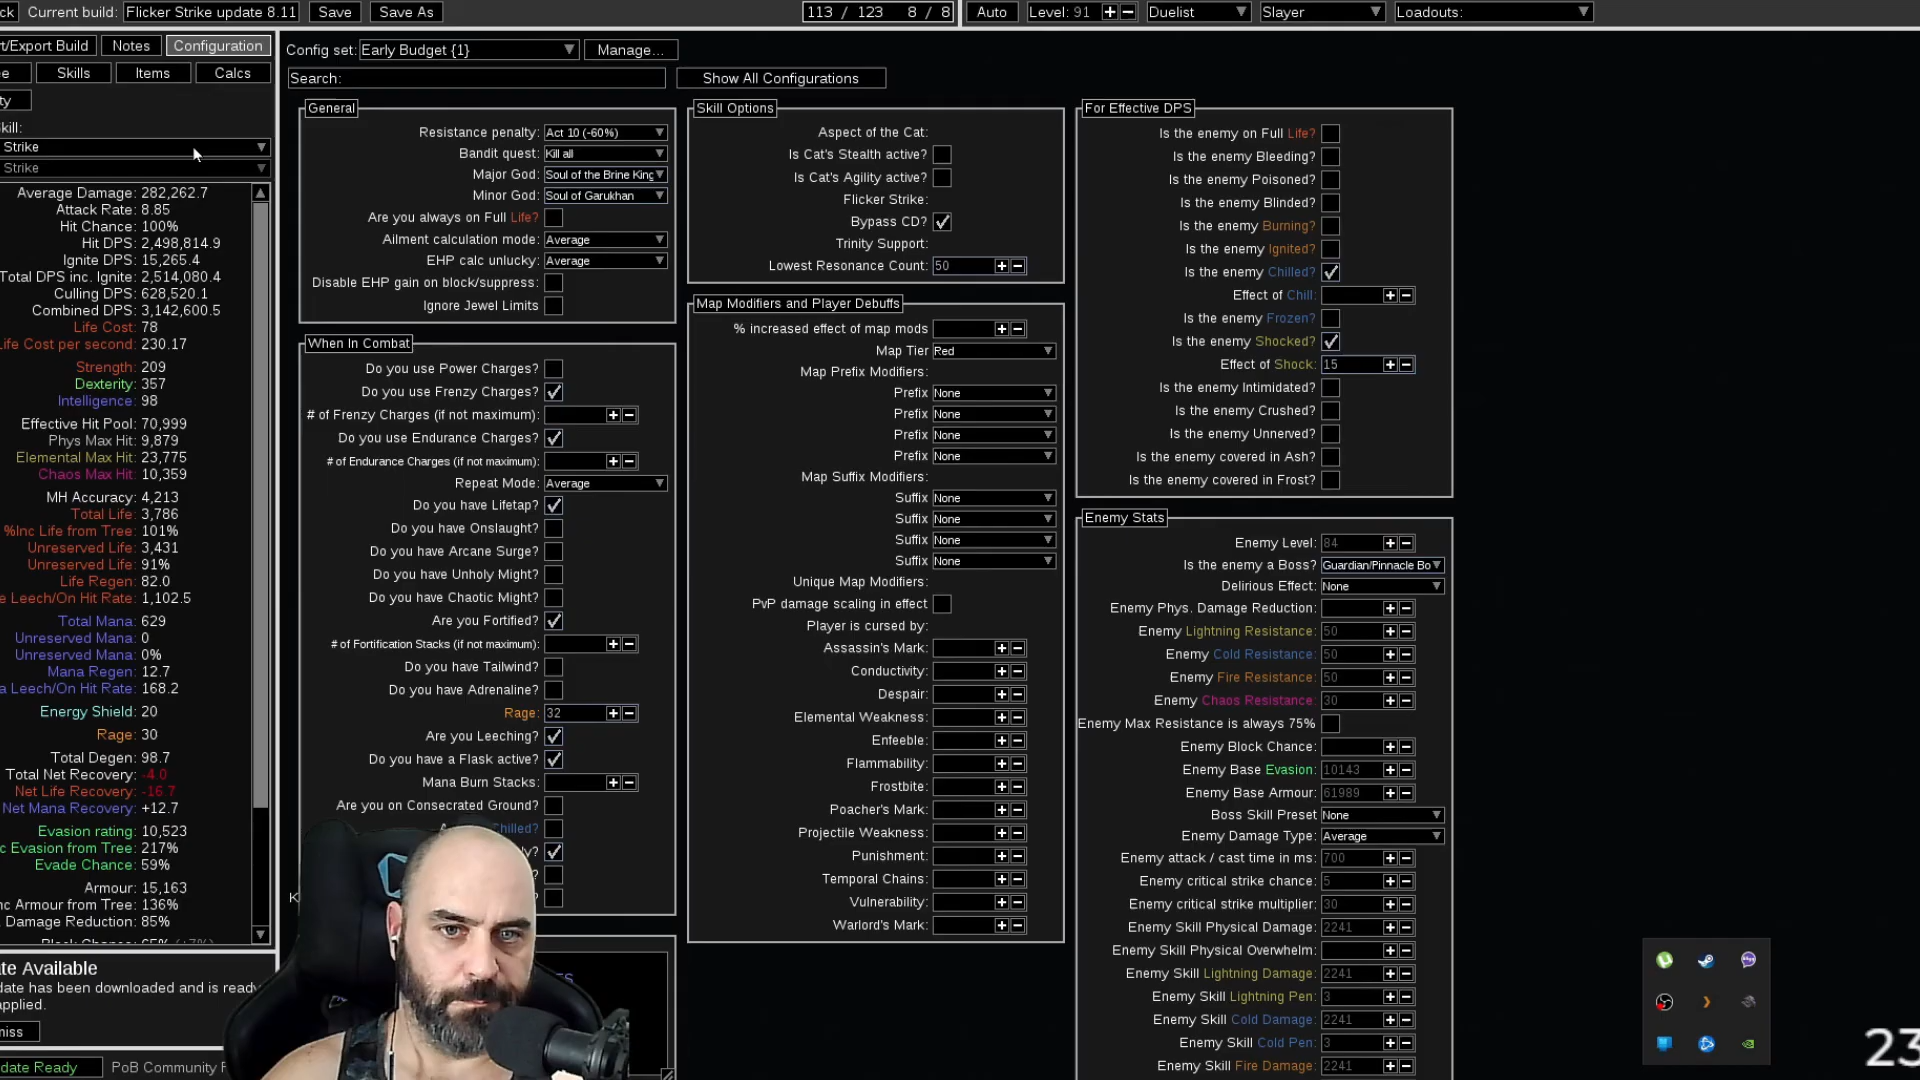 ck Current build: Flicker Strike update 8.11 Save Save As 113 / 123 8 / 8 Auto Level: 91 Duelist Slayer Loadouts:
rt/Export Build Notes Configuration
ee Skills Items Calcs
ty
Skill:
Strike
Strike
Average Damage: 282,262.7
Attack Rate: 8.85
Hit Chance: 100%
Hit DPS: 2,498,814.9
Ignite DPS: 15,265.4
Total DPS inc. Ignite: 2,514,080.4
Culling DPS: 628,520.1
Combined DPS: 3,142,600.5
Life Cost: 78
Life Cost per second: 230.17
Strength: 209
Dexterity: 357
Intelligence: 98
Effective Hit Pool: 70,999
Phys Max Hit: 9,879
Elemental Max Hit: 23,775
Chaos Max Hit: 10,359
MH Accuracy: 4,213
Total Life: 3,786
%Inc Life from Tree: 101%
Unreserved Life: 3,431
Unreserved Life: 91%
Life Regen: 82.0
e Leech/On Hit Rate: 1,102.5
Total Mana: 629
Unreserved Mana: 0
Unreserved Mana: 0%
Mana Regen: 12.7
a Leech/On Hit Rate: 168.2
Energy Shield: 20
Rage: 30
Total Degen: 98.7
Total Net Recovery: -4.0
Net Life Recovery: -16.7
Net Mana Recovery: +12.7
Evasion rating: 10,523
c Evasion from Tree: 217%
Evade Chance: 59%
Armour: 15,163
nc Armour from Tree: 136%
. Damage Reduction: 85%
Block Chance: 65% (+7%)
te Available
date has been downloaded and is ready
applied.
miss
date Ready PoB Community F
Config set: Early Budget {1} Manage...
Search: Show All Configurations
General
Resistance penalty: Act 10 (-60%)
Bandit quest: Kill all
Major God: Soul of the Brine King
Minor God: Soul of Garukhan
Are you always on Full Life?
Ailment calculation mode: Average
EHP calc unlucky: Average
Disable EHP gain on block/suppress:
Ignore Jewel Limits
When In Combat
Do you use Power Charges?
Do you use Frenzy Charges?
# of Frenzy Charges (if not maximum):
Do you use Endurance Charges?
# of Endurance Charges (if not maximum):
Repeat Mode: Average
Do you have Lifetap?
Do you have Onslaught?
Do you have Arcane Surge?
Do you have Unholy Might?
Do you have Chaotic Might?
Are you Fortified?
# of Fortification Stacks (if not maximum):
Do you have Tailwind?
Do you have Adrenaline?
Rage: 32
Are you Leeching?
Do you have a Flask active?
Mana Burn Stacks:
Are you on Consecrated Ground?
Chilled?
Skill Options
Aspect of the Cat:
Is Cat's Stealth active?
Is Cat's Agility active?
Flicker Strike:
Bypass CD?
Trinity Support:
Lowest Resonance Count: 50
Map Modifiers and Player Debuffs
% increased effect of map mods
Map Tier Red
Map Prefix Modifiers:
Prefix None
Prefix None
Prefix None
Prefix None
Map Suffix Modifiers:
Suffix None
Suffix None
Suffix None
Suffix None
Unique Map Modifiers:
PvP damage scaling in effect
Player is cursed by:
Assassin's Mark:
Conductivity:
Despair:
Elemental Weakness:
Enfeeble:
Flammability:
Frostbite:
Poacher's Mark:
Projectile Weakness:
Punishment:
Temporal Chains:
Vulnerability:
Warlord's Mark:
For Effective DPS
Is the enemy on Full Life?
Is the enemy Bleeding?
Is the enemy Poisoned?
Is the enemy Blinded?
Is the enemy Burning?
Is the enemy Ignited?
Is the enemy Chilled?
Effect of Chill:
Is the enemy Frozen?
Is the enemy Shocked?
Effect of Shock: 15
Is the enemy Intimidated?
Is the enemy Crushed?
Is the enemy Unnerved?
Is the enemy covered in Ash?
Is the enemy covered in Frost?
Enemy Stats
Enemy Level: 84
Is the enemy a Boss? Guardian/Pinnacle Bo
Delirious Effect: None
Enemy Phys. Damage Reduction:
Enemy Lightning Resistance: 50
Enemy Cold Resistance: 50
Enemy Fire Resistance: 50
Enemy Chaos Resistance: 30
Enemy Max Resistance is always 75%
Enemy Block Chance:
Enemy Base Evasion: 10143
Enemy Base Armour: 61989
Boss Skill Preset None
Enemy Damage Type: Average
Enemy attack / cast time in ms: 700
Enemy critical strike chance: 5
Enemy critical strike multiplier: 30
Enemy Skill Physical Damage: 2241
Enemy Skill Physical Overwhelm:
Enemy Skill Lightning Damage: 2241
Enemy Skill Lightning Pen: 3
Enemy Skill Cold Damage: 2241
Enemy Skill Cold Pen: 3
Enemy Skill Fire Damage: 2241
23